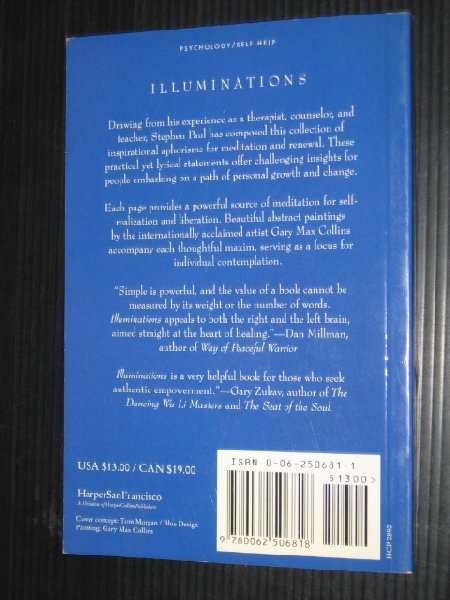 PSYCHOLOGY/SELF-HELP
ILLUMINATIONS
Drawing from his experience as a therapist, counselor, and
teacher, Stephen Paul has composed this collection of
inspirational aphorisms for meditation and renewal. These
practical yet lyrical statements offer challenging insights for
people embarking on a path of personal growth and change.
Each page provides a powerful source of meditation for self-
realization and liberation. Beautiful abstract paintings
by the internationally acclaimed artist Gary Max Collins
accompany each thoughtful maxim, serving as a focus for
individual contemplation.
"Simple is powerful, and the value of a book cannot be
measured by its weight or the number of words.
Illuminations appeals to both the right and the left brain,
aimed straight at the heart of healing."—Dan Millman,
author of Way of Peaceful Warrior
Illuminations is a very helpful book for those who seek
authentic empowerment."—Gary Zukav, author of The
Dancing Wu Li Masters and The Seat of the Soul.
USA $13.00 / CAN $19.00
ISBN 0-06-250681-1
51300>
HarperSanFrancisco
A Division of HarperCollinsPublishers
Cover concept: Tom Morgan / Blue Design
Painting: Gary Max Collins
9 780062 506818
HCP 0890